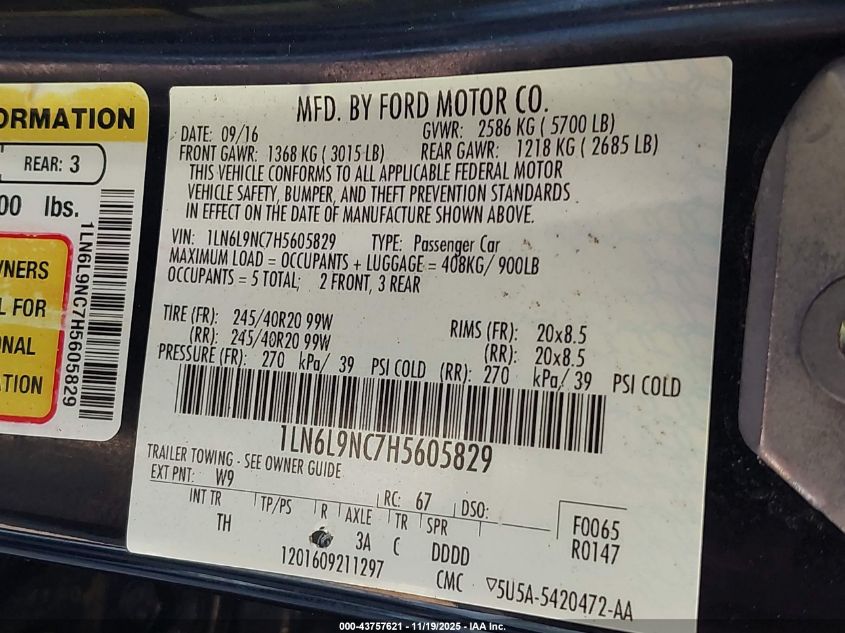 ORMATION
REAR: 3
00 lbs.
WNERS
L FOR
ONAL
ATION
1LN6L9NC7H5605829
MFD. BY FORD MOTOR CO.
DATE: 09/16 GVWR: 2586 KG ( 5700 LB)
FRONT GAWR: 1368 KG ( 3015 LB) REAR GAWR: 1218 KG ( 2685 LB)
THIS VEHICLE CONFORMS TO ALL APPLICABLE FEDERAL MOTOR
VEHICLE SAFETY, BUMPER, AND THEFT PREVENTION STANDARDS
IN EFFECT ON THE DATE OF MANUFACTURE SHOWN ABOVE.
VIN: 1LN6L9NC7H5605829 TYPE: Passenger Car
MAXIMUM LOAD = OCCUPANTS + LUGGAGE = 408KG/ 900LB
OCCUPANTS = 5 TOTAL; 2 FRONT, 3 REAR
TIRE (FR): 245/40R20 99W RIMS (FR): 20x8.5
(RR): 245/40R20 99W (RR): 20x8.5
PRESSURE (FR): 270 kPa/ 39 PSI COLD (RR): 270 kPa/ 39 PSI COLD
1LN6L9NC7H5605829
TRAILER TOWING - SEE OWNER GUIDE
EXT PNT: W9 RC: 67 DSO: F0065
INT TR TP/PS R AXLE TR SPR R0147
TH 3A C DDDD
1201609211297 CMC ▽5U5A-5420472-AA
000-43757621 - 11/19/2025 - Copyright © 2025 IAA, LLC. All Rights Reserved.